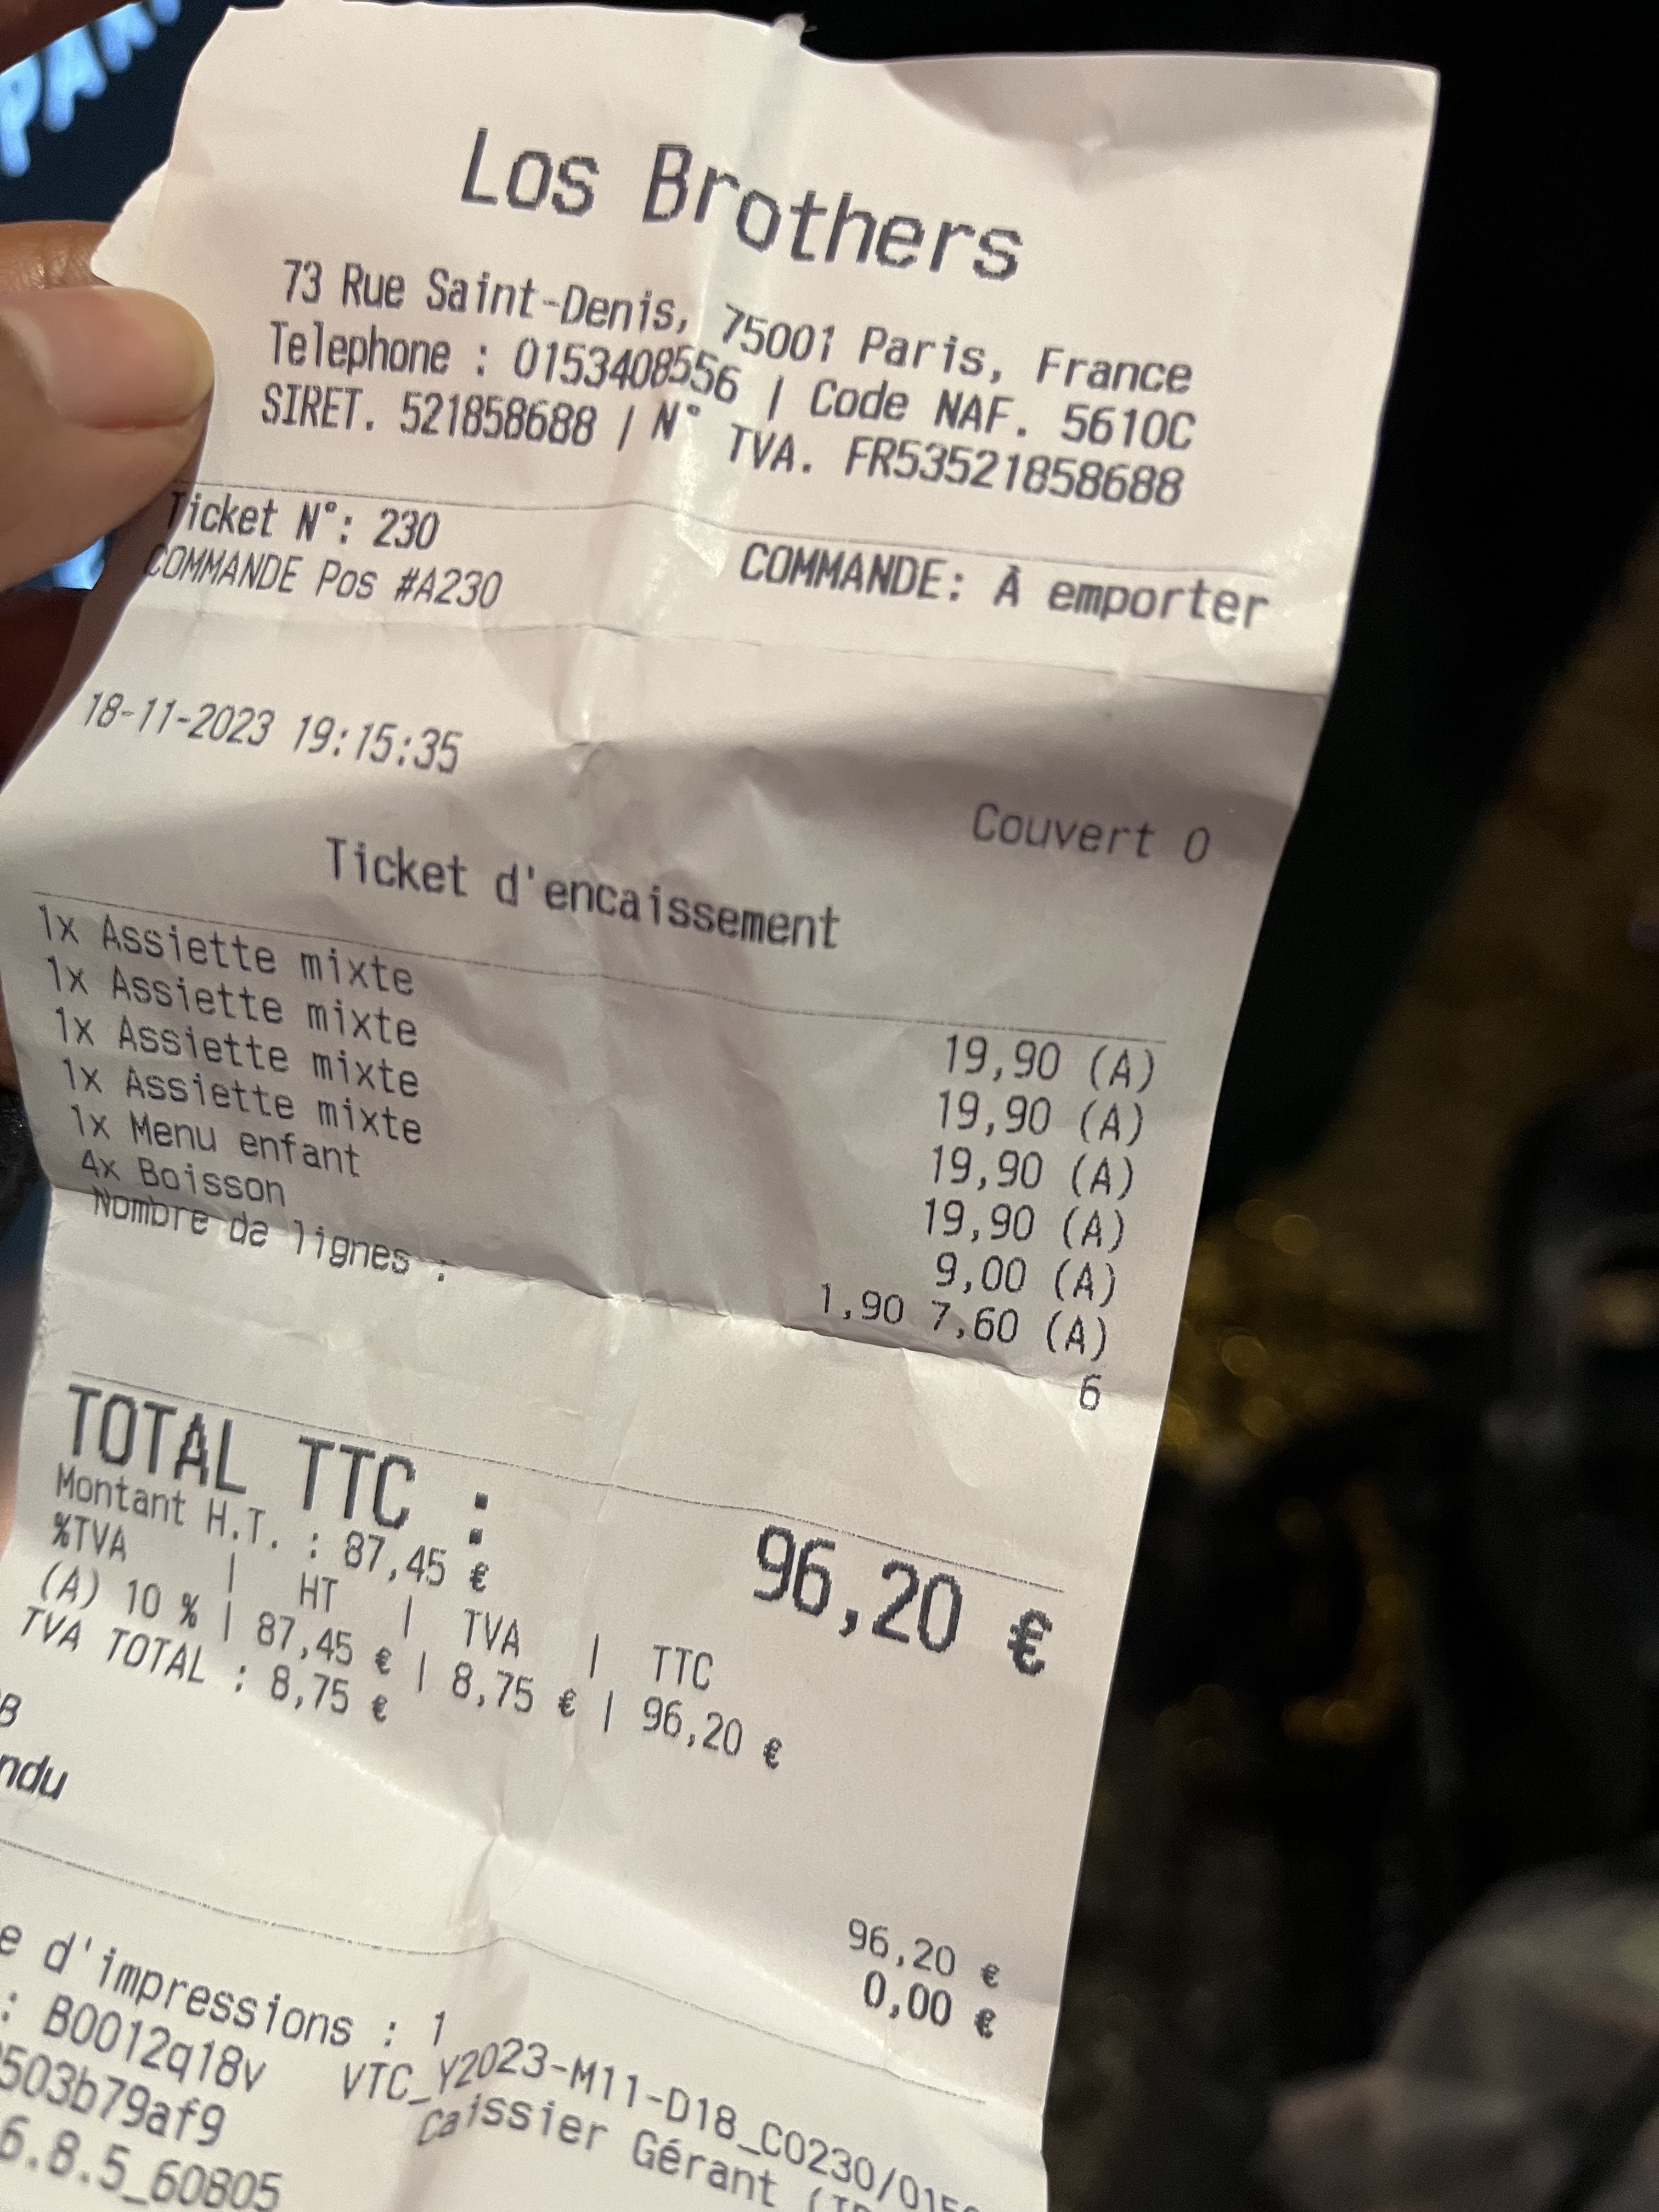 PAR
Los Brothers
73 Rue Saint-Denis, 75001 Paris, France
Telephone : 0153408556 | Code NAF. 5610C
SIRET. 521858688 | N° TVA. FR53521858688
Ticket N°: 230
COMMANDE: À emporter
COMMANDE Pos #A230
18-11-2023 19:15:35
Couvert 0
Ticket d'encaissement
1x Assiette mixte 19,90 (A)
1x Assiette mixte 19,90 (A)
1x Assiette mixte 19,90 (A)
1x Assiette mixte 19,90 (A)
1x Menu enfant 9,00 (A)
4x Boisson 1,90 7,60 (A)
Nombre de lignes : 6
TOTAL TTC : 96,20 €
Montant H.T. : 87,45 €
%TVA | HT | TVA | TTC
(A) 10 % | 87,45 € | 8,75 € | 96,20 €
TVA TOTAL : 8,75 €
B 96,20 €
ndu 0,00 €
e d'impressions : 1
: B0012q18v VTC_Y2023-M11-D18_C0230/015
503b79af9 Caissier Gérant
6.8.5_60805